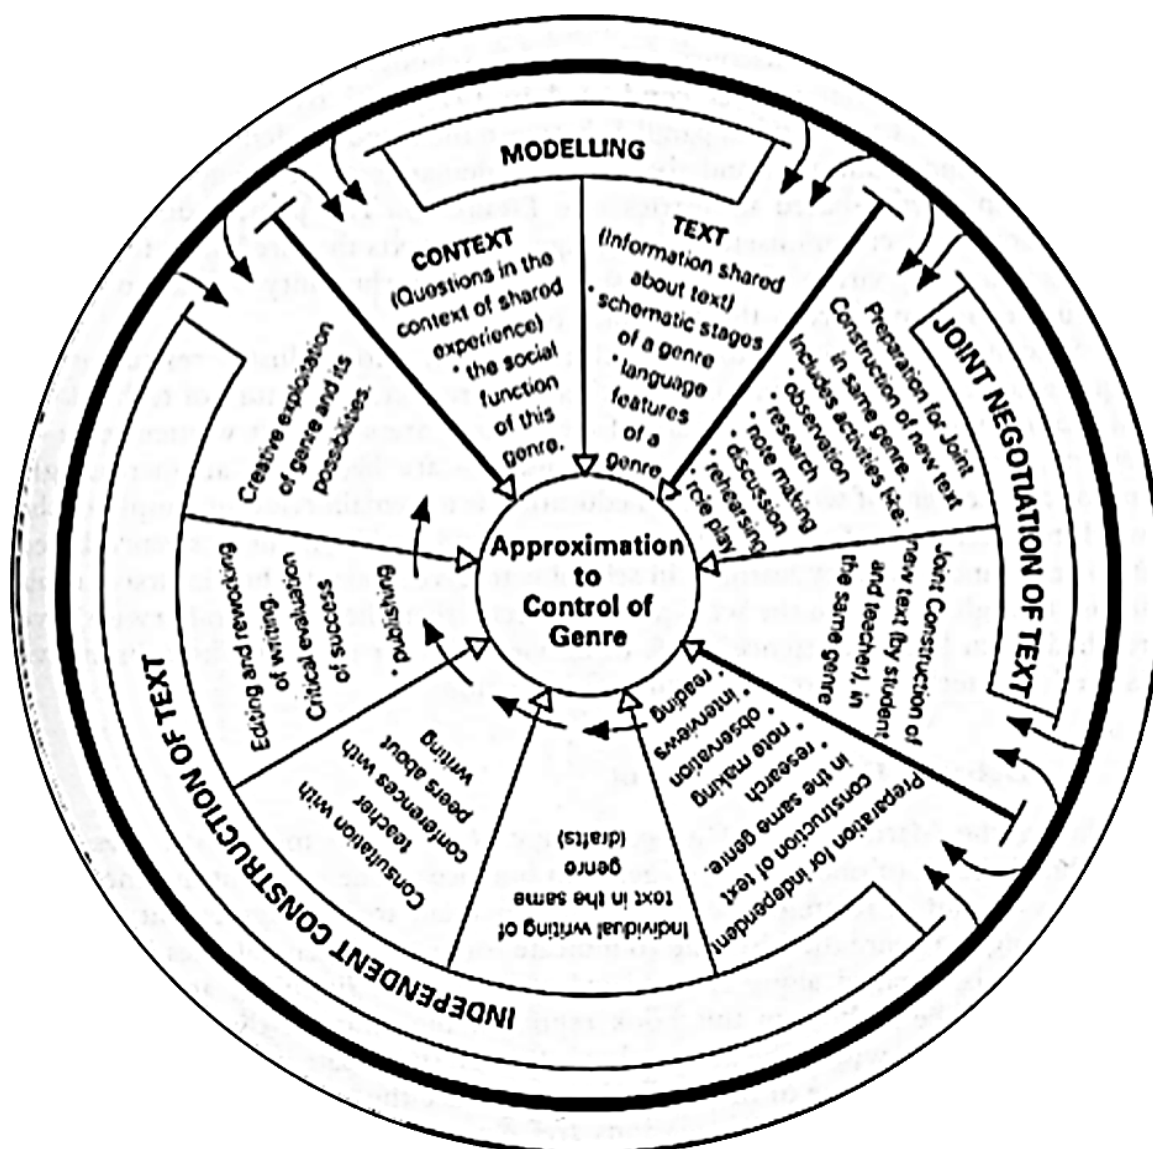 MODELLING
CONTEXT
(Questions in the
context of shared
experience)
• the social
function
of this
genre.
TEXT
(Information shared
about text)
• schematic stages
of a genre
• language
features
of a
genre
JOINT NEGOTIATION OF TEXT
Preparation for Joint
Construction of new text
in same genre.
Includes activities like:
• observation
• research
• note making
• discussion
• rehearsing
• role play
Joint Construction of
new text (by student
and teacher), in
the same genre
INDEPENDENT CONSTRUCTION OF TEXT
Preparation for independent
construction of text
in the same genre.
• research
• note making
• observation
• interviews
• reading
Individual writing of
text in the same
genre
(drafts)
Consultation with
teacher
conferences with
peers about
writing
Editing and reworking
of writing.
Critical evaluation
of success
• publishing
Creative exploitation
of genre and its
possibilities.
Approximation
to
Control of
Genre